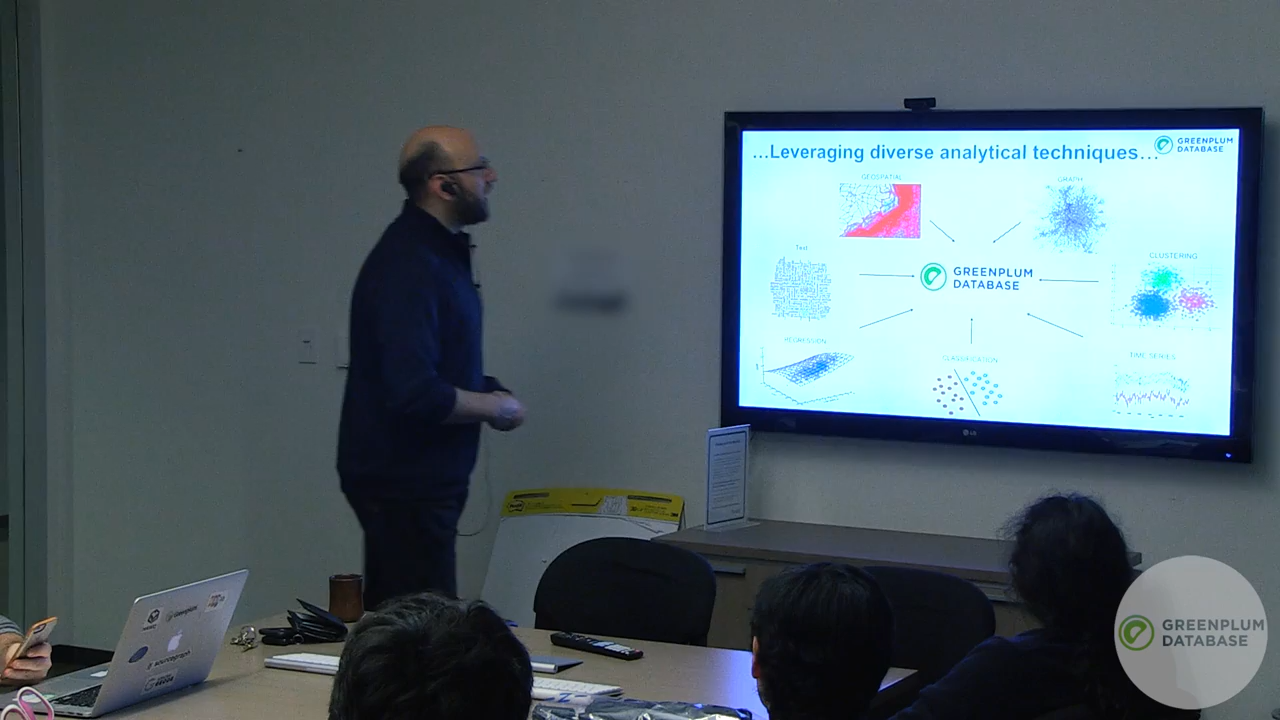 ...Leveraging diverse analytical techniques...
GREENPLUM
DATABASE
GEOSPATIAL
GRAPH
Text
CLUSTERING
GREENPLUM
DATABASE
REGRESSION
CLASSIFICATION
TIME SERIES
LG
sourcegraph
GREENPLUM
DATABASE